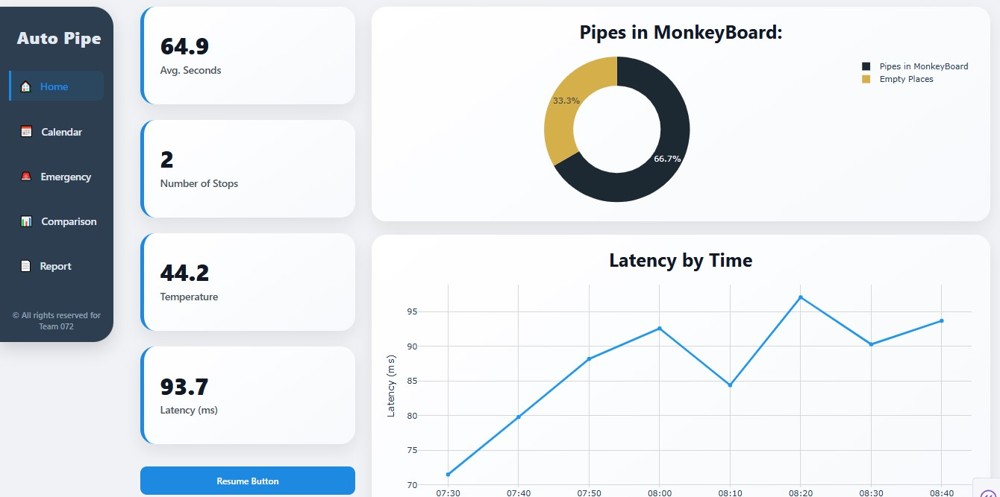 Auto Pipe
Home
Calendar
Emergency
Comparison
Report
© All rights reserved for
Team 072
64.9
Avg. Seconds
2
Number of Stops
44.2
Temperature
93.7
Latency (ms)
Resume Button
Pipes in MonkeyBoard:
33.3%
66.7%
Pipes in MonkeyBoard
Empty Places
Latency by Time
Latency (ms)
95
90
85
80
75
70
07:30
07:40
07:50
08:00
08:10
08:20
08:30
08:40